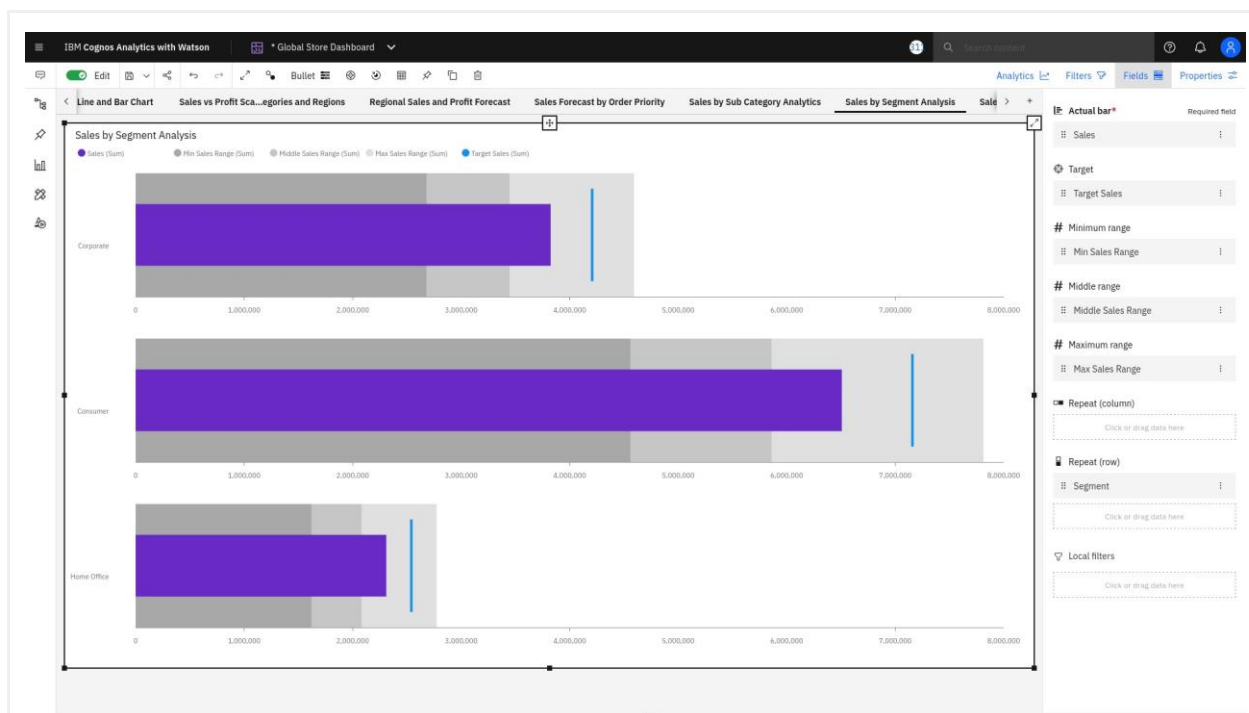 IBM Cognos Analytics with Watson
* Global Store Dashboard
Search content
Edit
Bullet
Analytics
Filters
Fields
Properties
Line and Bar Chart
Sales vs Profit Sca...egories and Regions
Regional Sales and Profit Forecast
Sales Forecast by Order Priority
Sales by Sub Category Analytics
Sales by Segment Analysis
Sale
Sales by Segment Analysis
Sales (Sum)
Min Sales Range (Sum)
Middle Sales Range (Sum)
Max Sales Range (Sum)
Target Sales (Sum)
Corporate
0 1,000,000 2,000,000 3,000,000 4,000,000 5,000,000 6,000,000 7,000,000 8,000,000
Consumer
0 1,000,000 2,000,000 3,000,000 4,000,000 5,000,000 6,000,000 7,000,000 8,000,000
Home Office
0 1,000,000 2,000,000 3,000,000 4,000,000 5,000,000 6,000,000 7,000,000 8,000,000
Actual bar*
Required field
Sales
Target
Target Sales
# Minimum range
Min Sales Range
# Middle range
Middle Sales Range
# Maximum range
Max Sales Range
Repeat (column)
Click or drag data here
Repeat (row)
Segment
Click or drag data here
Local filters
Click or drag data here